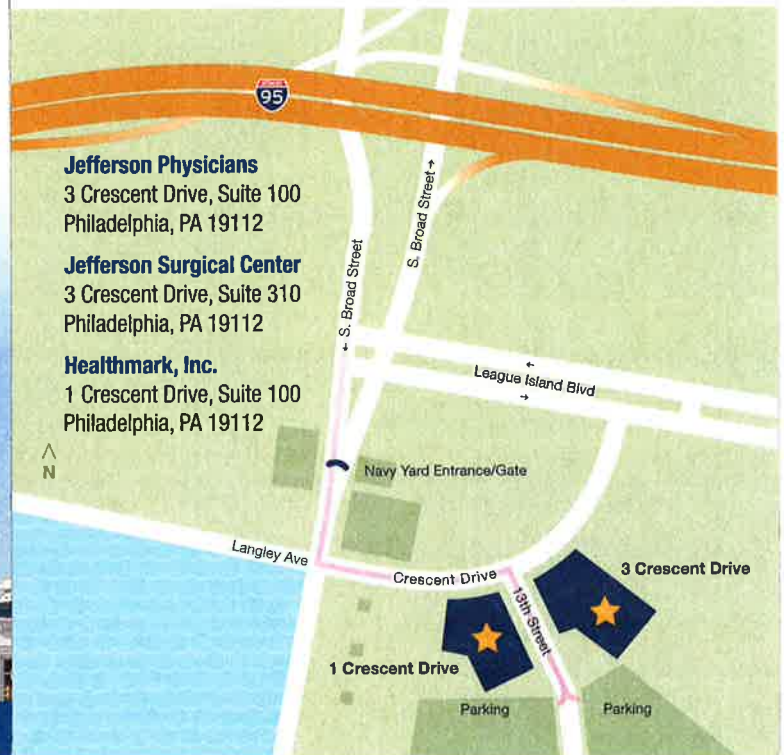 95
Jefferson Physicians
3 Crescent Drive, Suite 100
Philadelphia, PA 19112
Jefferson Surgical Center
3 Crescent Drive, Suite 310
Philadelphia, PA 19112
Healthmark, Inc.
1 Crescent Drive, Suite 100
Philadelphia, PA 19112
N
← S. Broad Street
S. Broad Street →
←
League Island Blvd
→
Navy Yard Entrance/Gate
Langley Ave
Crescent Drive
13th Street
3 Crescent Drive
1 Crescent Drive
Parking
Parking